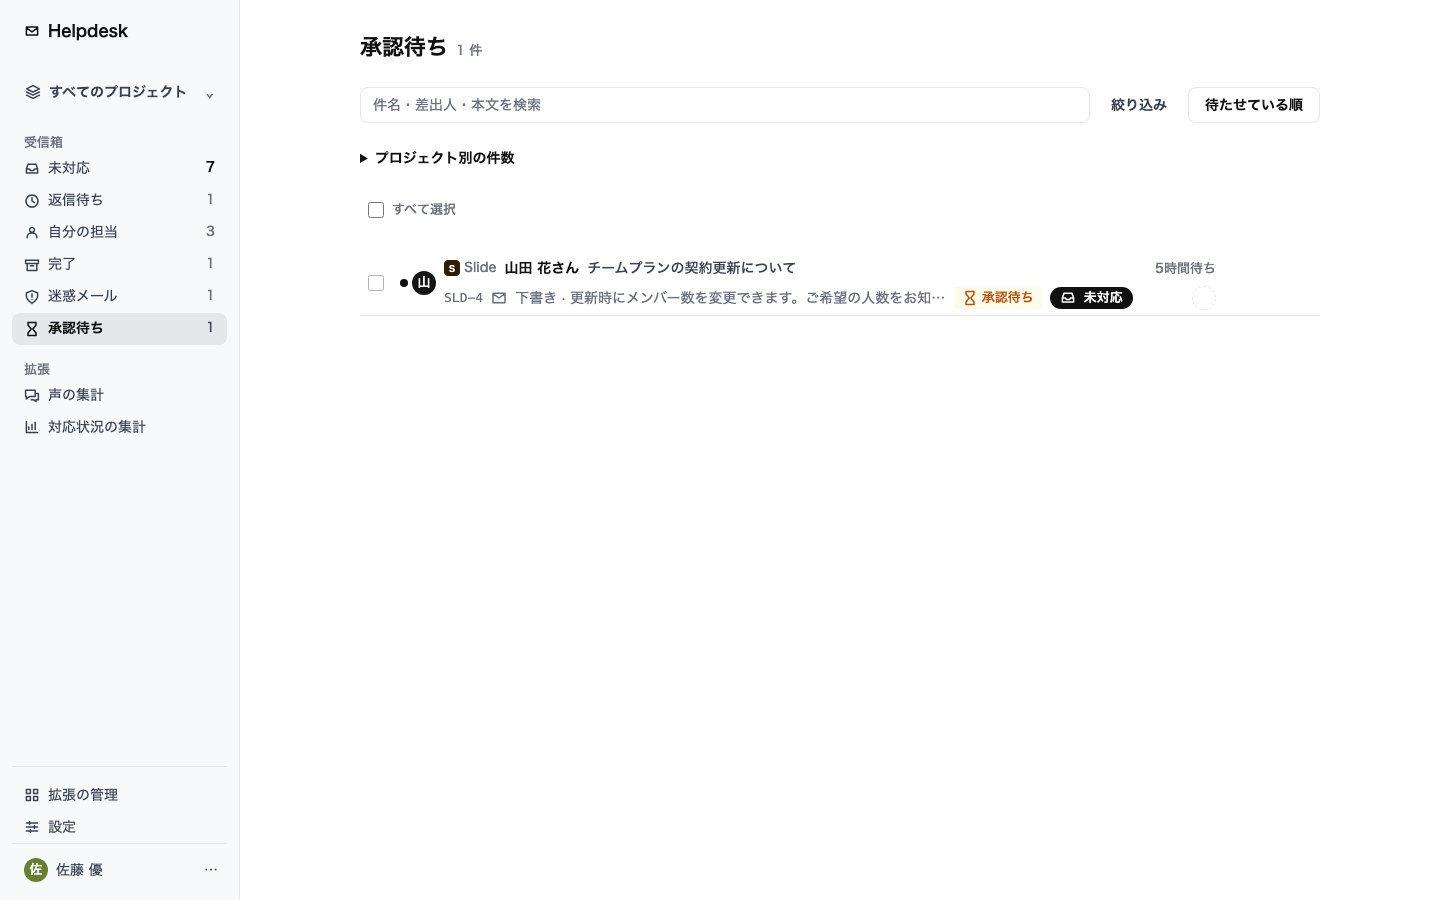 Helpdesk
すべてのプロジェクト
受信箱
未対応 7
返信待ち 1
自分の担当 3
完了 1
迷惑メール 1
承認待ち 1
拡張
声の集計
対応状況の集計
拡張の管理
設定
佐 佐藤 優 …
承認待ち 1 件
件名・差出人・本文を検索 絞り込み 待たせている順
プロジェクト別の件数
すべて選択
山
S Slide 山田 花さん チームプランの契約更新について 5時間待ち
SLD-4 下書き · 更新時にメンバー数を変更できます。ご希望の人数をお知… 承認待ち 未対応